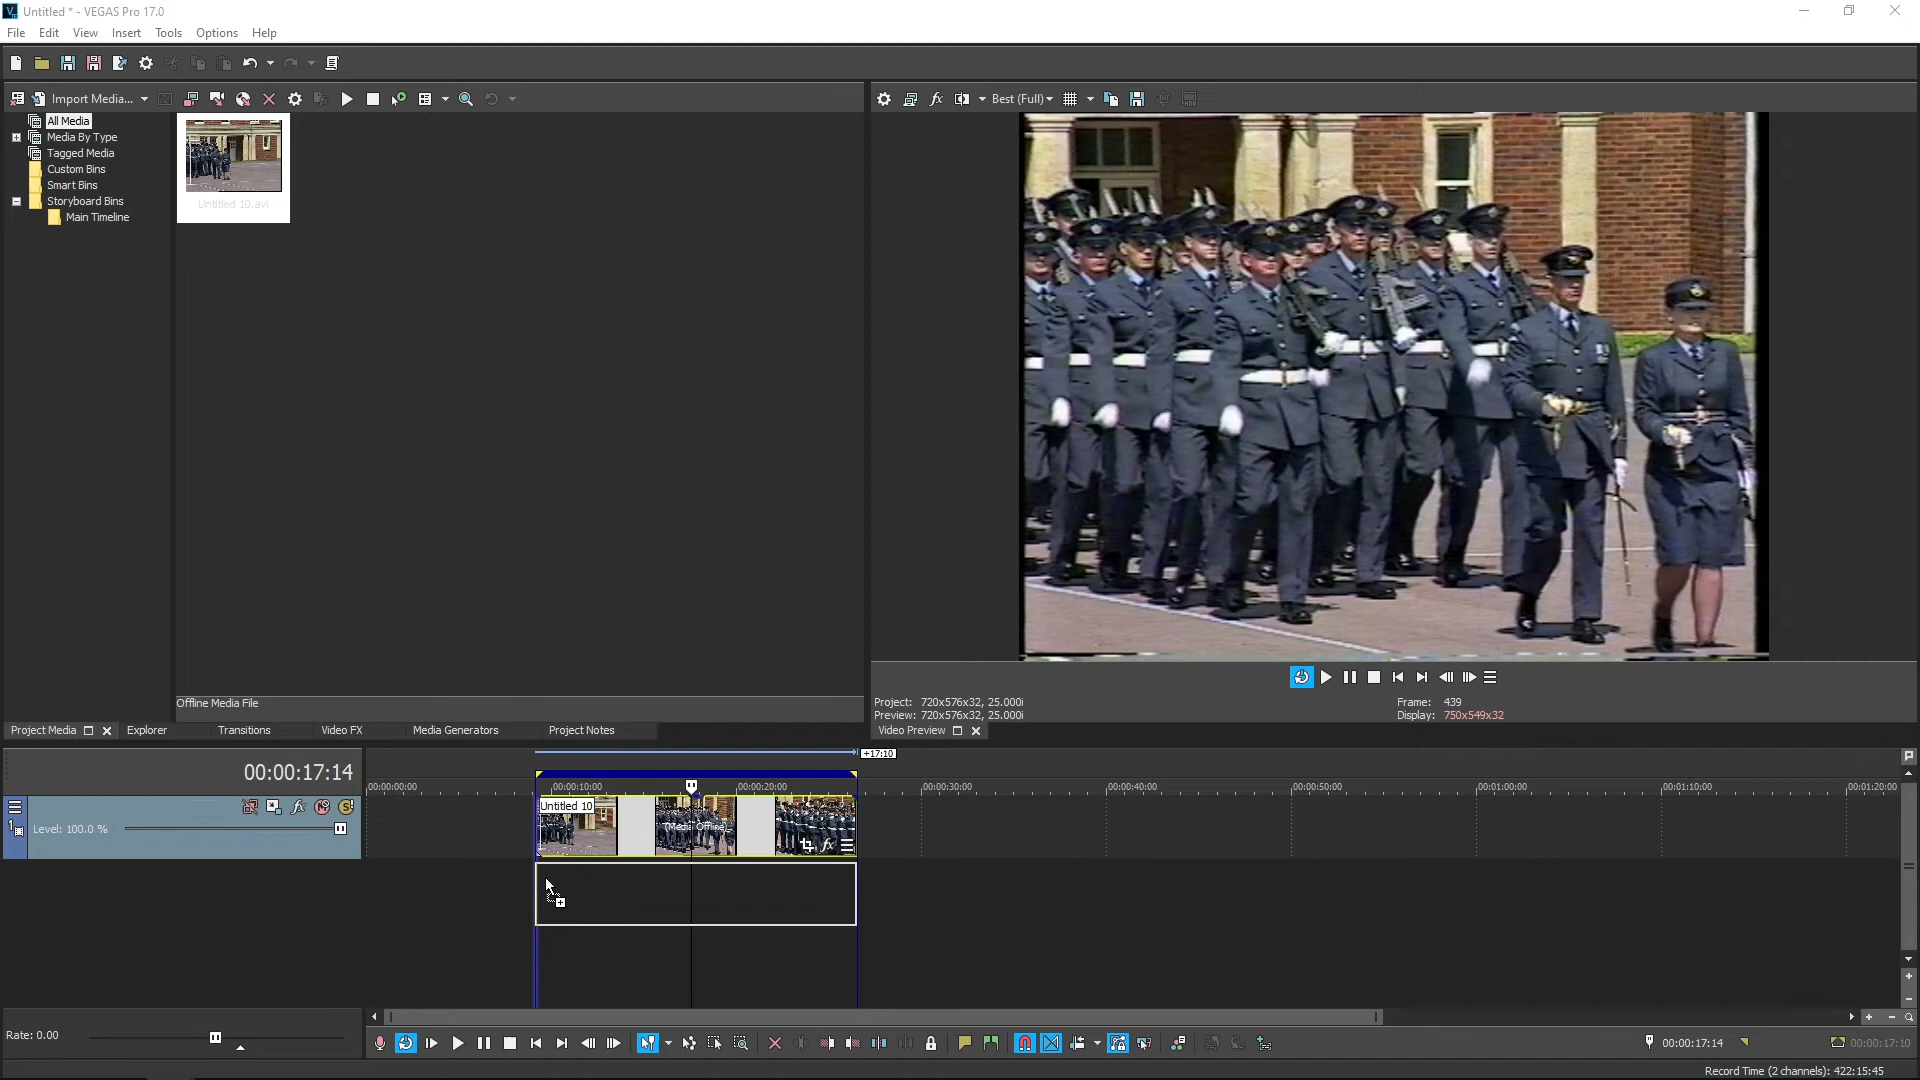 Untitled * - VEGAS Pro 17.0
File Edit View Insert Tools Options Help
Import Media...
Best (Full)
All Media
Media By Type
Tagged Media
Custom Bins
Smart Bins
Storyboard Bins
Main Timeline
Untitled 10.avi
Offline Media File
Project: 720x576x32, 25.000i
Preview: 720x576x32, 25.000i
Frame: 439
Display: 750x549x32
Project Media Explorer Transitions Video FX Media Generators Project Notes
Video Preview
+17:10
00:00:17:14
00:00:00:00 00:00:10:00 00:00:20:00 00:00:30:00 00:00:40:00 00:00:50:00 00:01:00:00 00:01:10:00 00:01:20:00
Untitled 10
(Media Offline)
1
Level: 100.0 %
Rate: 0.00
00:00:17:14
00:00:17:10
Record Time (2 channels): 422:15:45